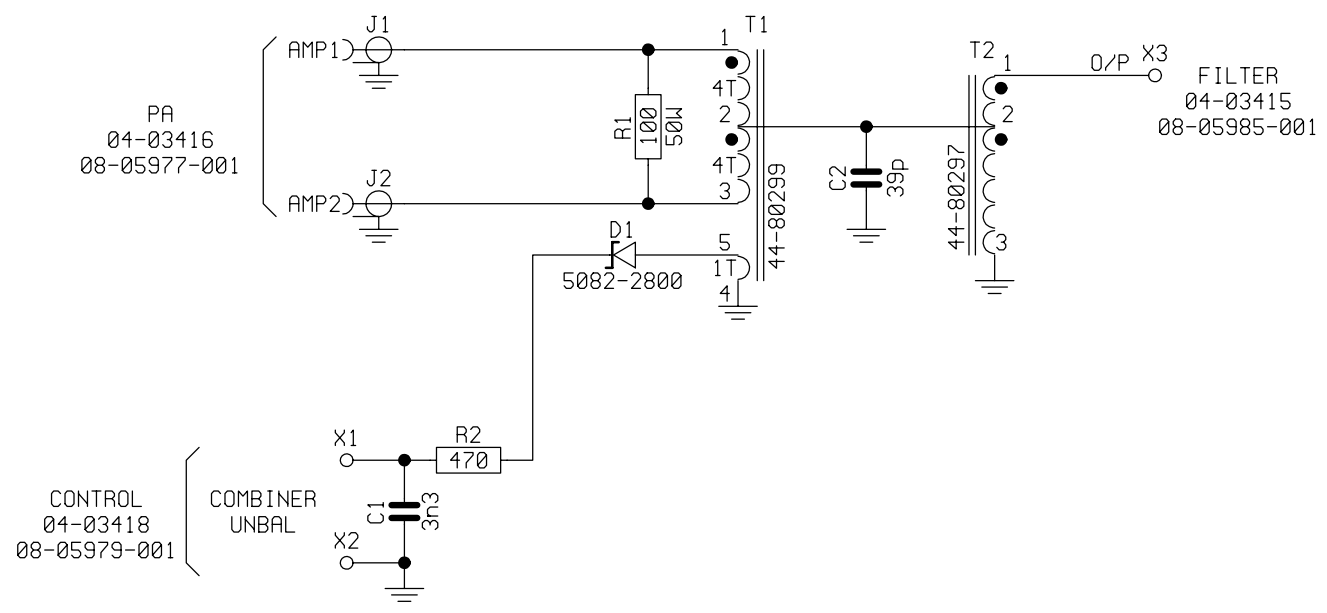 J1
AMP1
PA
04-03416
08-05977-001
J2
AMP2
R1
100
50W
T1
1
4T
2
4T
3
5
1T
4
44-80299
D1
5082-2800
C2
39p
T2
1
2
3
44-80297
O/P
X3
FILTER
04-03415
08-05985-001
X1
R2
470
CONTROL
04-03418
08-05979-001
COMBINER
UNBAL
C1
3n3
X2